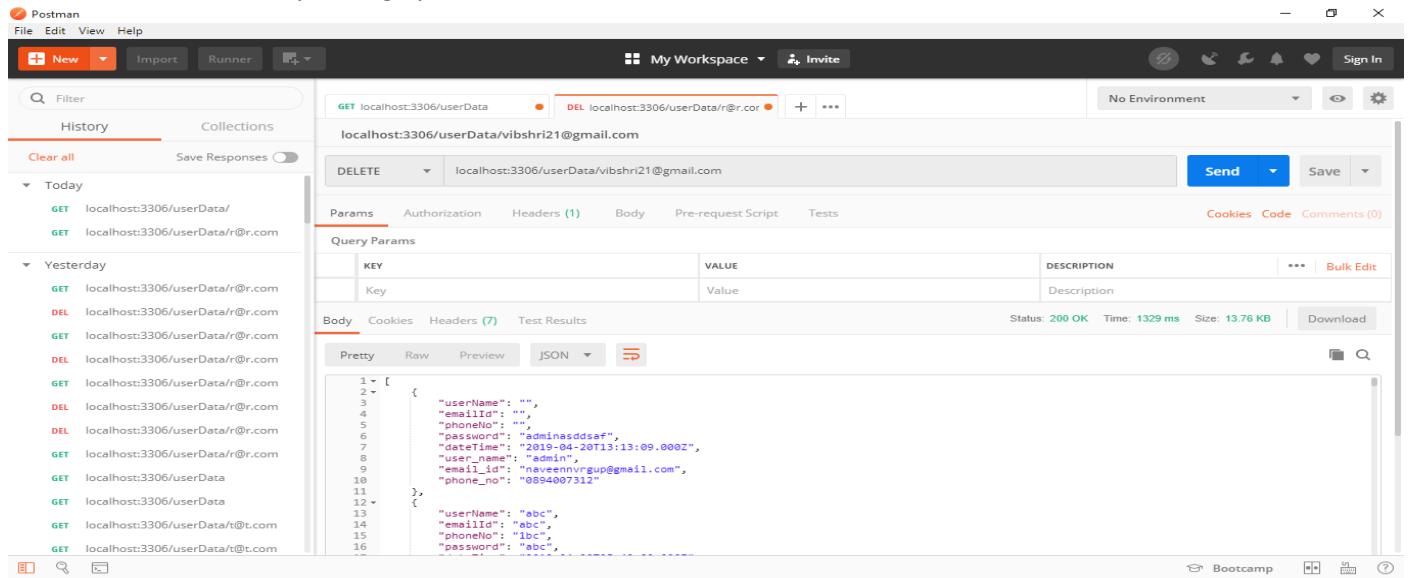 Postman
File Edit View Help
New Import Runner My Workspace Invite Sign In
Filter
History Collections
Clear all Save Responses
Today
GET localhost:3306/userData/
GET localhost:3306/userData/r@r.com
Yesterday
GET localhost:3306/userData/r@r.com
DEL localhost:3306/userData/r@r.com
GET localhost:3306/userData/r@r.com
DEL localhost:3306/userData/r@r.com
GET localhost:3306/userData/r@r.com
DEL localhost:3306/userData/r@r.com
DEL localhost:3306/userData/r@r.com
GET localhost:3306/userData/r@r.com
GET localhost:3306/userData
GET localhost:3306/userData
GET localhost:3306/userData/t@t.com
GET localhost:3306/userData/t@t.com
GET localhost:3306/userData DEL localhost:3306/userData/r@r.cor + ••• No Environment
localhost:3306/userData/vibshri21@gmail.com
DELETE localhost:3306/userData/vibshri21@gmail.com Send Save
Params Authorization Headers (1) Body Pre-request Script Tests Cookies Code Comments (0)
Query Params
KEY VALUE DESCRIPTION ••• Bulk Edit
Key Value Description
Body Cookies Headers (7) Test Results Status: 200 OK Time: 1329 ms Size: 13.76 KB Download
Pretty Raw Preview JSON
1 [
2 {
3 "userName": "",
4 "emailId": "",
5 "phoneNo": "",
6 "password": "adminasddsaf",
7 "dateTime": "2019-04-20T13:13:09.000Z",
8 "user_name": "admin",
9 "email_id": "naveennvrgup@gmail.com",
10 "phone_no": "0894007312"
11 },
12 {
13 "userName": "abc",
14 "emailId": "abc",
15 "phoneNo": "1bc",
16 "password": "abc",
Bootcamp